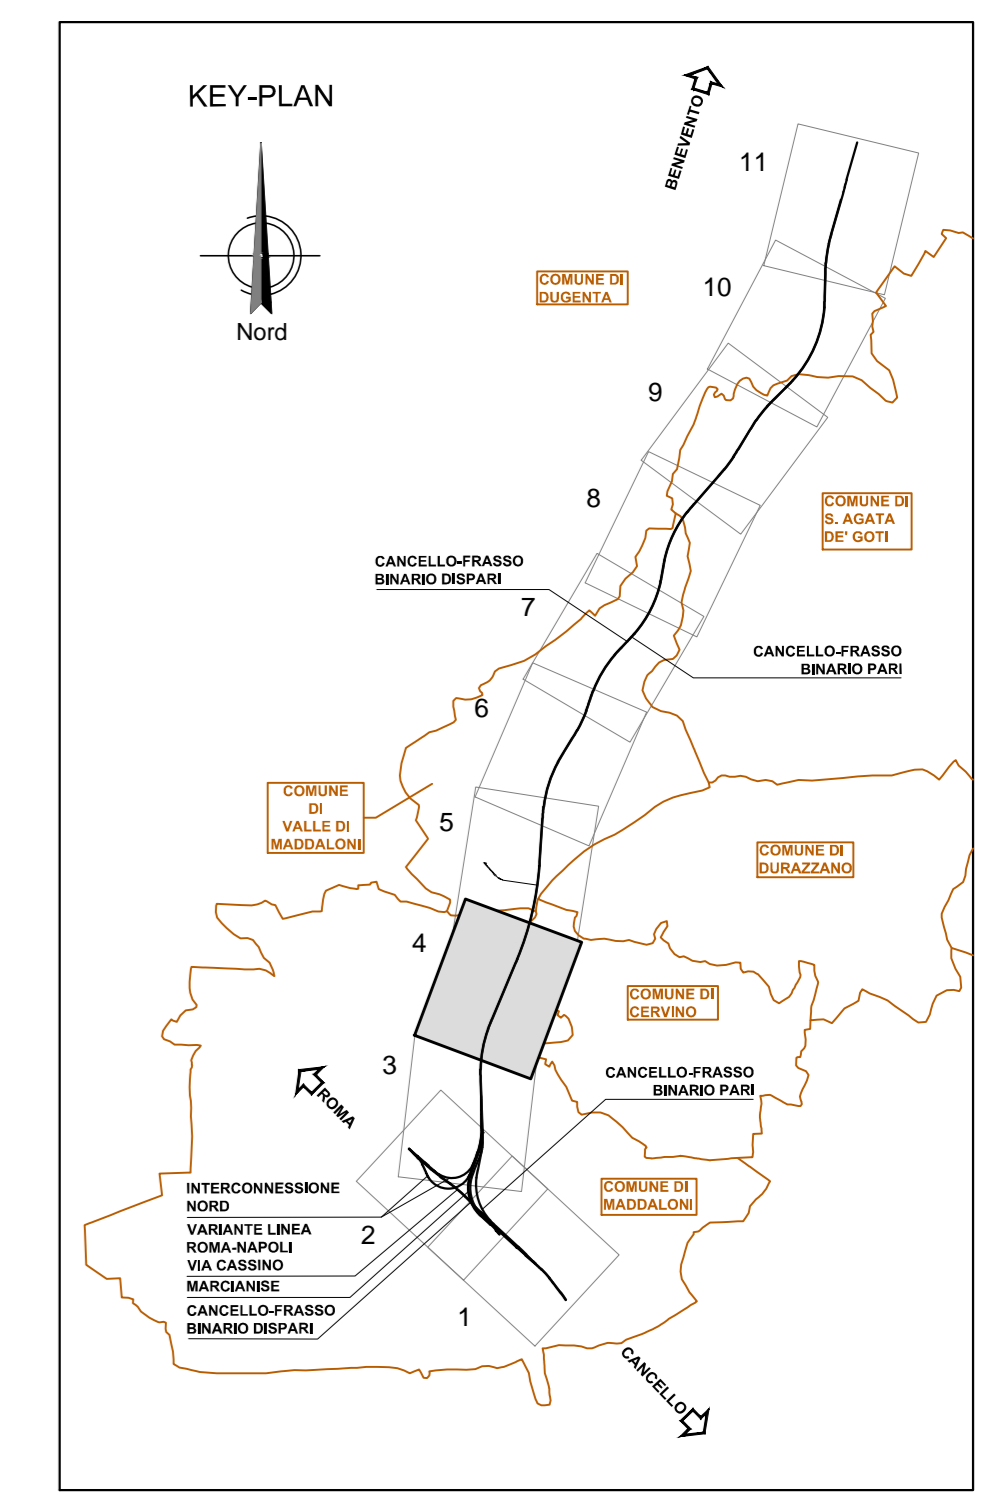 KEY-PLAN
Nord
BENEVENTO
11
10
COMUNE DI
DUGENTA
9
8
COMUNE DI
S. AGATA
DE' GOTI
CANCELLO-FRASSO
BINARIO DISPARI
7
CANCELLO-FRASSO
BINARIO PARI
6
COMUNE
DI
VALLE DI
MADDALONI
5
COMUNE DI
DURAZZANO
4
COMUNE DI
CERVINO
3
CANCELLO-FRASSO
BINARIO PARI
ROMA
INTERCONNESSIONE
NORD
COMUNE DI
MADDALONI
2
VARIANTE LINEA
ROMA-NAPOLI
VIA CASSINO
MARCIANISE
CANCELLO-FRASSO
BINARIO DISPARI
1
CANCELLO